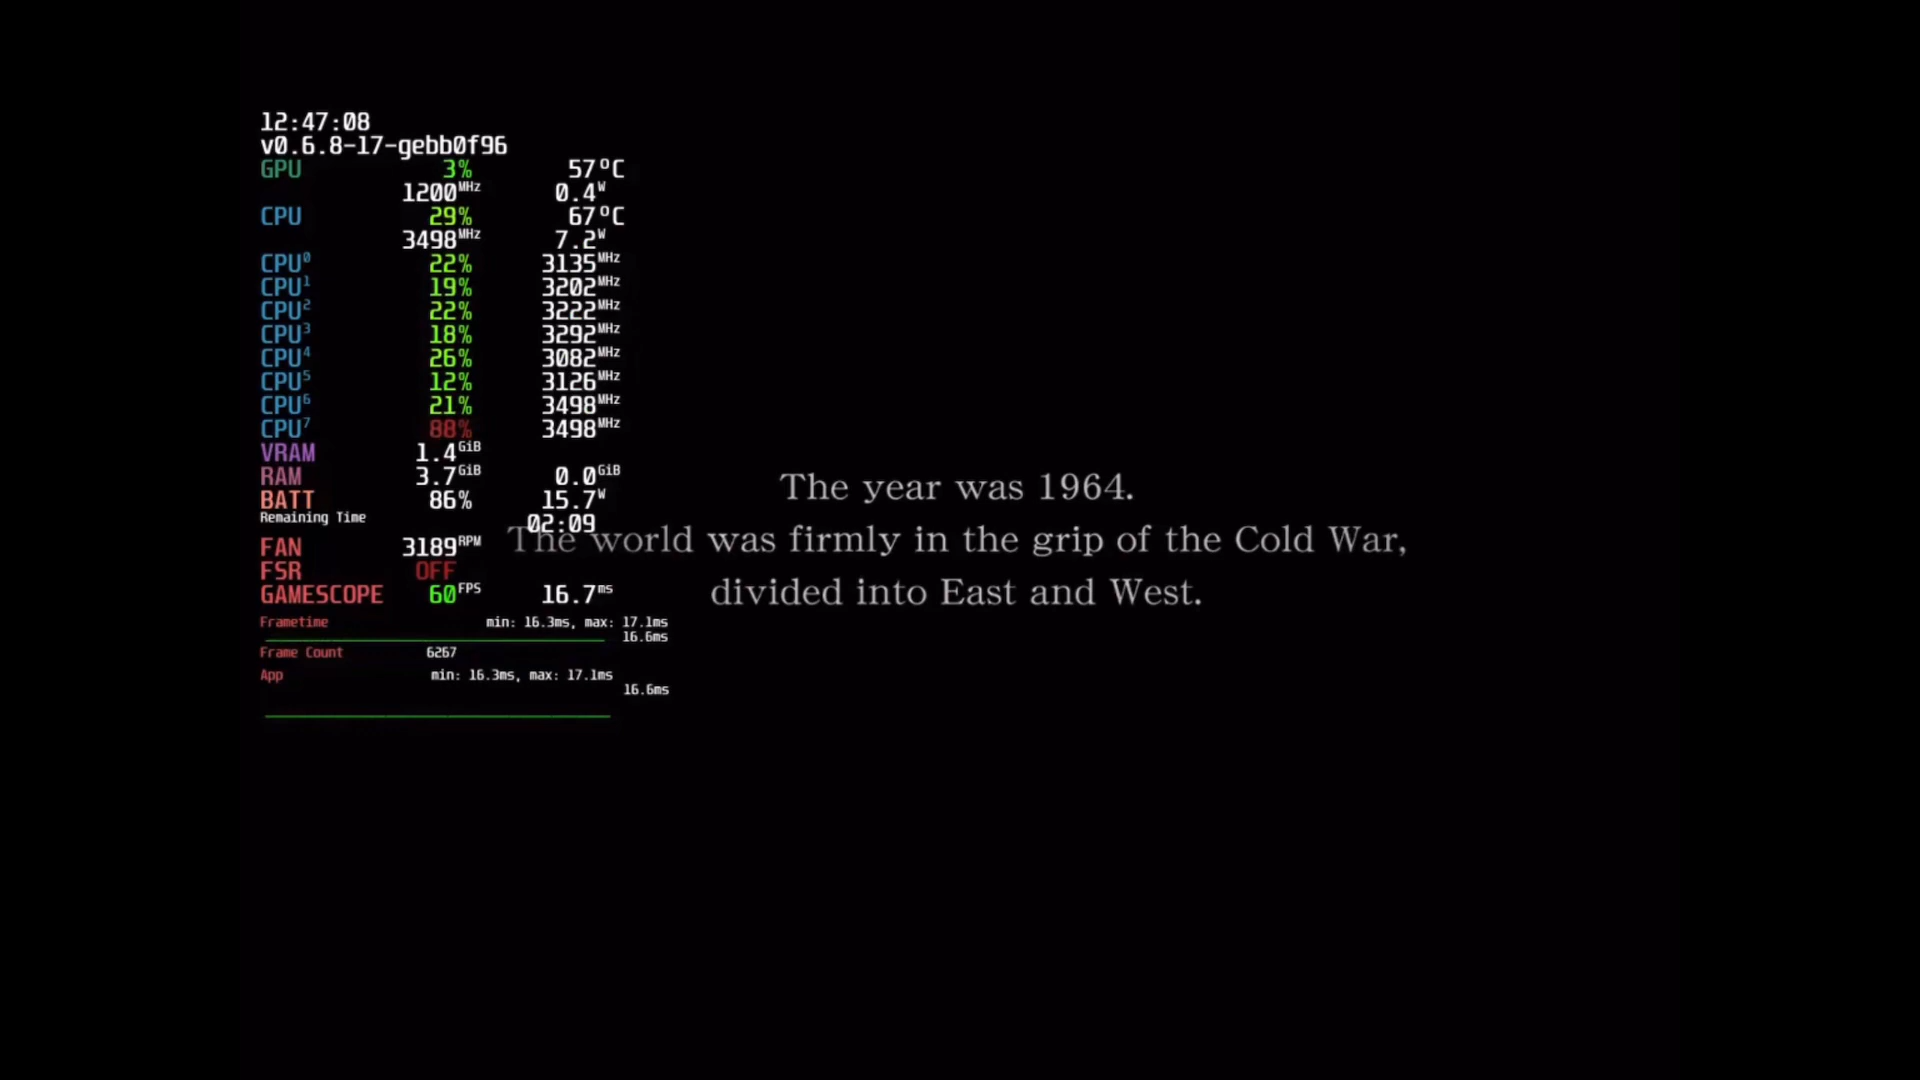 12:47:08
v0.6.8-17-gebb0f96
GPU 3% 57°C
1200MHz 0.4W
CPU 29% 67°C
3498MHz 7.2W
CPU0 22% 3135MHz
CPU1 19% 3202MHz
CPU2 22% 3222MHz
CPU3 18% 3292MHz
CPU4 26% 3082MHz
CPU5 12% 3126MHz
CPU6 21% 3498MHz
CPU7 88% 3498MHz
VRAM 1.4GiB
RAM 3.7GiB 0.0GiB
BATT 86% 15.7W
Remaining Time 02:09
FAN 3189RPM
FSR OFF
GAMESCOPE 60FPS 16.7ms
Frametime min: 16.3ms, max: 17.1ms
16.6ms
Frame Count 6267
App min: 16.3ms, max: 17.1ms
16.6ms
The year was 1964.
The world was firmly in the grip of the Cold War,
divided into East and West.